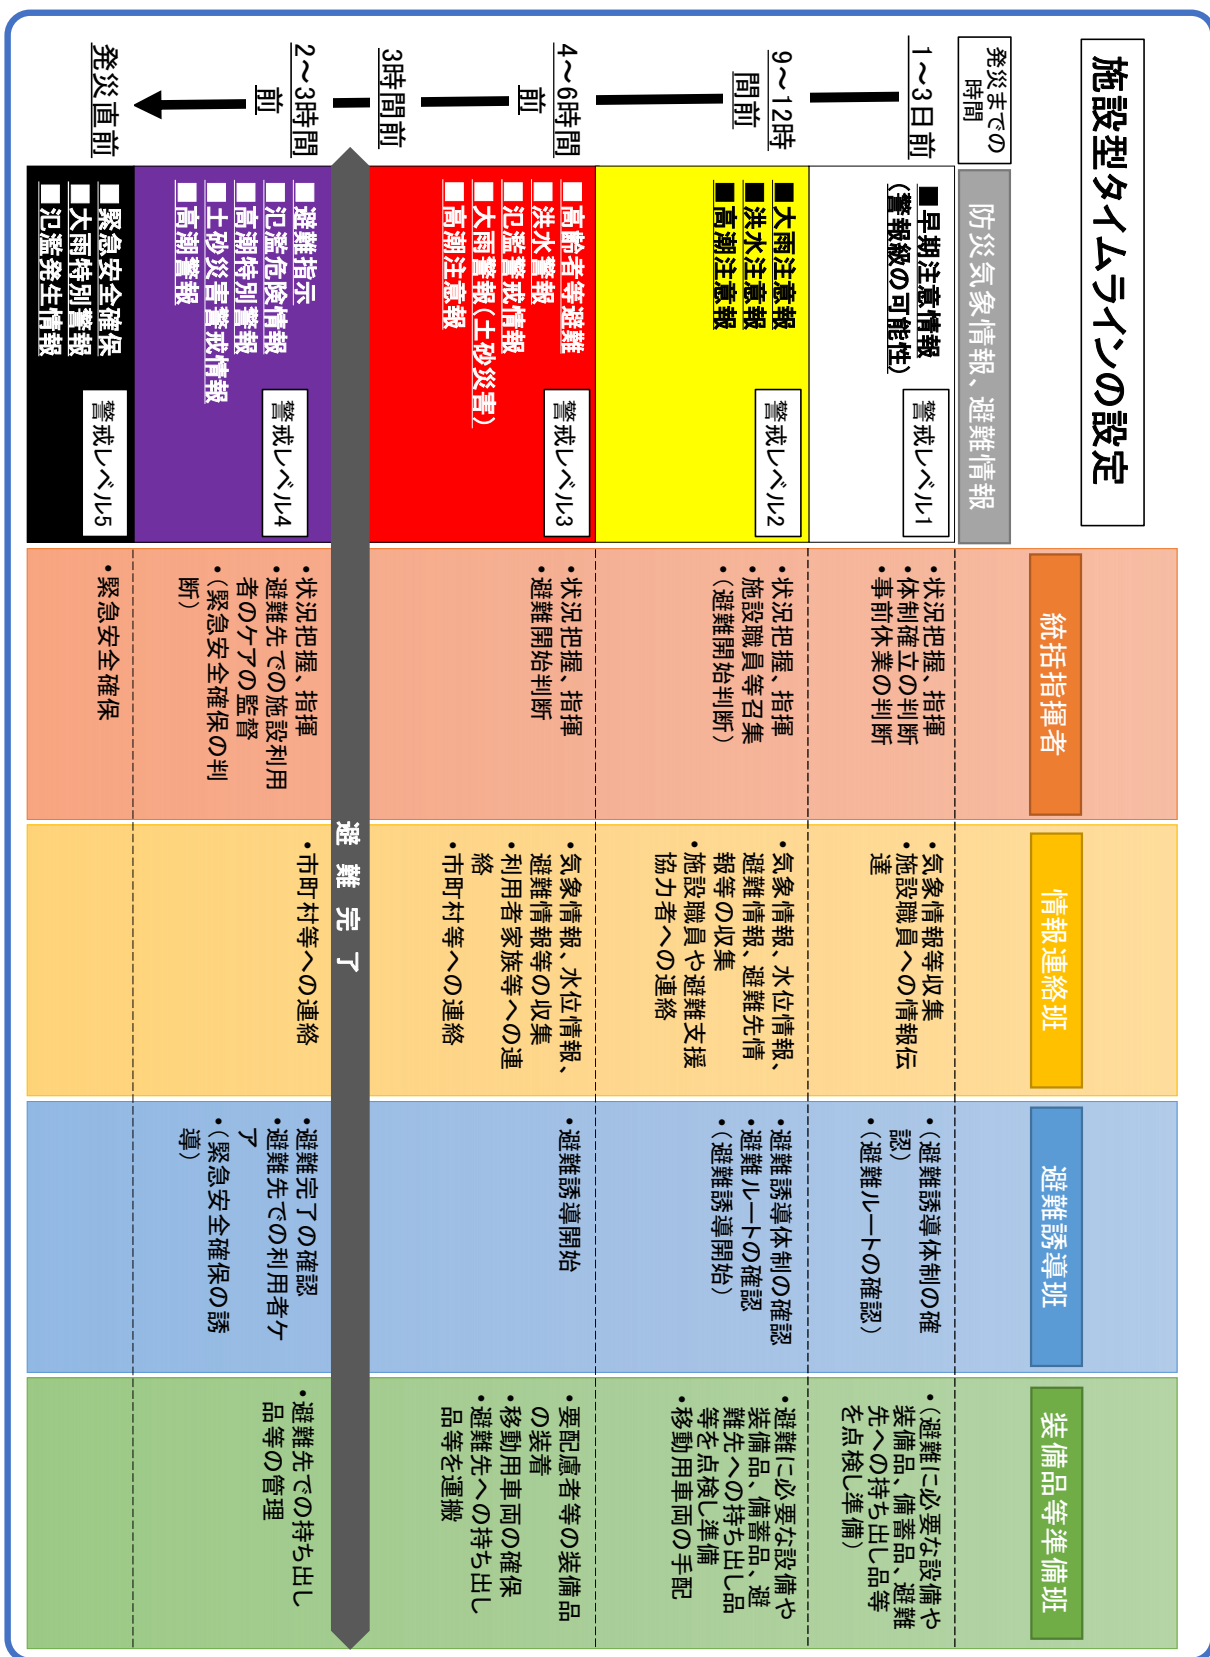 施設型タイムラインの設定
発災までの
時間
防災気象情報、避難情報
統括指揮者
情報連絡班
避難誘導班
装備品等準備班
1～3日前
■早期注意情報
(警報級の可能性)
警戒レベル1
・状況把握、指揮
・体制確立の判断
・事前休業の判断
・気象情報等収集
・施設職員への情報伝
達
・（避難誘導体制の確
認）
・（避難ルートの確認）
・（避難に必要な設備や
装備品、備蓄品、避難
先への持ち出し品等
を点検し準備）
9～12時
間前
■大雨注意報
■洪水注意報
■高潮注意報
警戒レベル2
・状況把握、指揮
・施設職員等召集
・（避難開始判断）
・気象情報、水位情報、
避難情報、避難先情
報等の収集
・施設職員や避難支援
協力者への連絡
・避難誘導体制の確認
・避難ルートの確認
・（避難誘導開始）
・避難に必要な設備や
装備品、備蓄品、避
難先への持ち出し品
等を点検し準備
・移動用車両の手配
4～6時間
前
■高齢者等避難
■洪水警報
■氾濫警戒情報
■大雨警報(土砂災害)
■高潮注意報
警戒レベル3
・状況把握、指揮
・避難開始判断
・気象情報、水位情報、
避難情報等の収集
・利用者家族等への連
絡
・市町村等への連絡
・避難誘導開始
・要配慮者等の装備品
の装着
・移動用車両の確保
・避難先への持ち出し
品等を運搬
3時間前
避難完了
2～3時間
前
■避難指示
■氾濫危険情報
■高潮特別警報
■土砂災害警戒情報
■高潮警報
警戒レベル4
・状況把握、指揮
・避難先での施設利用
者のケアの監督
・（緊急安全確保の判
断）
・市町村等への連絡
・避難完了の確認
・避難先での利用者ケ
ア
・（緊急安全確保の誘
導）
・避難先での持ち出し
品等の管理
発災直前
■緊急安全確保
■大雨特別警報
■氾濫発生情報
警戒レベル5
・緊急安全確保